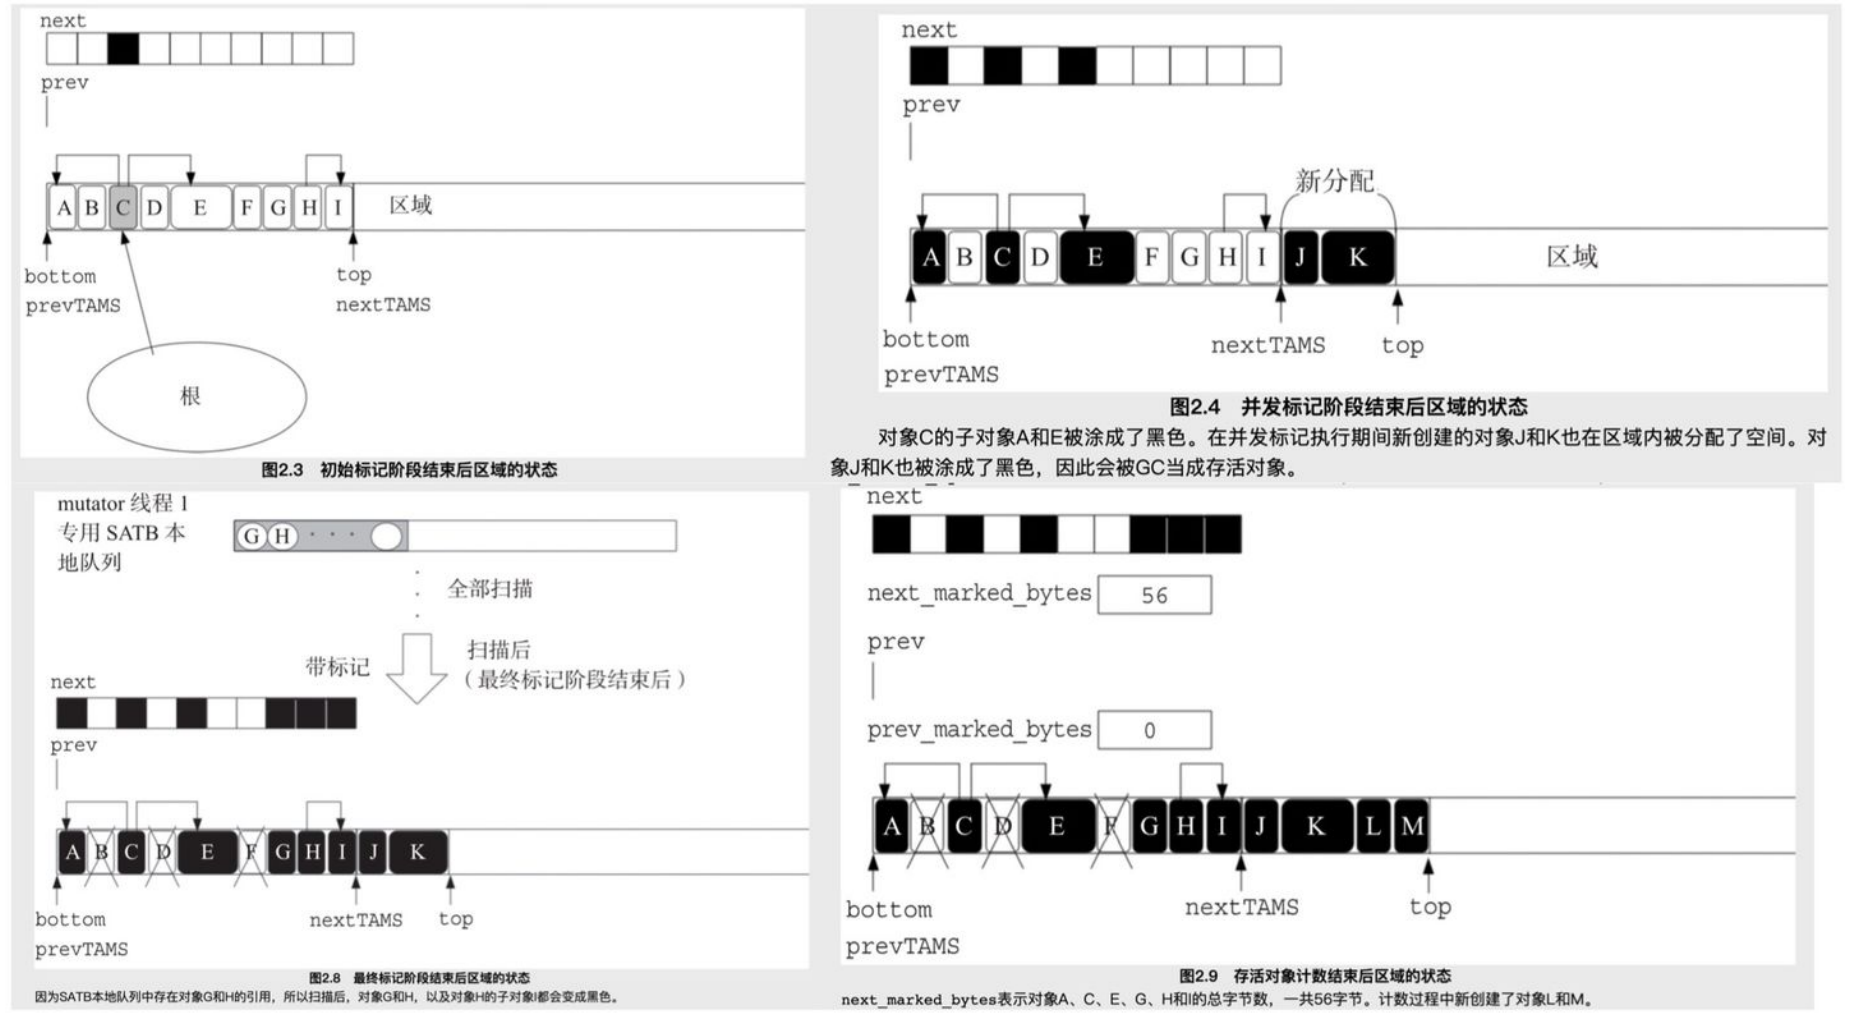 next
prev
A B C D E F G H I 区域
bottom
prevTAMS
top
nextTAMS
根
图2.3 初始标记阶段结束后区域的状态
next
prev
新分配
A B C D E F G H I J K 区域
bottom
prevTAMS
nextTAMS
top
图2.4 并发标记阶段结束后区域的状态
对象C的子对象A和E被涂成了黑色。在并发标记执行期间新创建的对象J和K也在区域内被分配了空间。对
象J和K也被涂成了黑色，因此会被GC当成存活对象。
mutator 线程 1
专用 SATB 本
地队列
G H ···
全部扫描
带标记
扫描后
（最终标记阶段结束后）
next
prev
A B C D E F G H I J K
bottom
prevTAMS
nextTAMS
top
图2.8 最终标记阶段结束后区域的状态
因为SATB本地队列中存在对象G和H的引用，所以扫描后，对象G和H，以及对象H的子对象I都会变成黑色。
next
next_marked_bytes 56
prev
prev_marked_bytes 0
A B C D E F G H I J K L M
bottom
prevTAMS
nextTAMS
top
图2.9 存活对象计数结束后区域的状态
next_marked_bytes表示对象A、C、E、G、H和I的总字节数，一共56字节。计数过程中新创建了对象L和M。